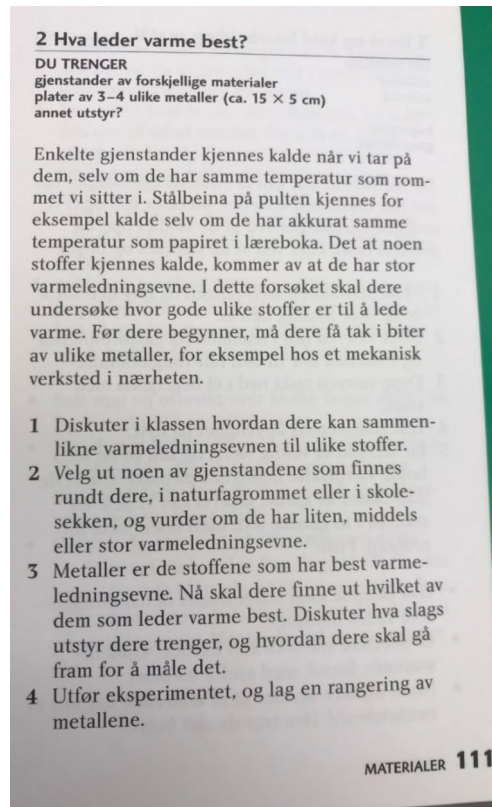 2 Hva leder varme best?
DU TRENGER
gjenstander av forskjellige materialer
plater av 3–4 ulike metaller (ca. 15 × 5 cm)
annet utstyr?
Enkelte gjenstander kjennes kalde når vi tar på
dem, selv om de har samme temperatur som rom-
met vi sitter i. Stålbeina på pulten kjennes for
eksempel kalde selv om de har akkurat samme
temperatur som papiret i læreboka. Det at noen
stoffer kjennes kalde, kommer av at de har stor
varmeledningsevne. I dette forsøket skal dere
undersøke hvor gode ulike stoffer er til å lede
varme. Før dere begynner, må dere få tak i biter
av ulike metaller, for eksempel hos et mekanisk
verksted i nærheten.
1 Diskuter i klassen hvordan dere kan sammen-
likne varmeledningsevnen til ulike stoffer.
2 Velg ut noen av gjenstandene som finnes
rundt dere, i naturfagrommet eller i skole-
sekken, og vurder om de har liten, middels
eller stor varmeledningsevne.
3 Metaller er de stoffene som har best varme-
ledningsevne. Nå skal dere finne ut hvilket av
dem som leder varme best. Diskuter hva slags
utstyr dere trenger, og hvordan dere skal gå
fram for å måle det.
4 Utfør eksperimentet, og lag en rangering av
metallene.
MATERIALER 111